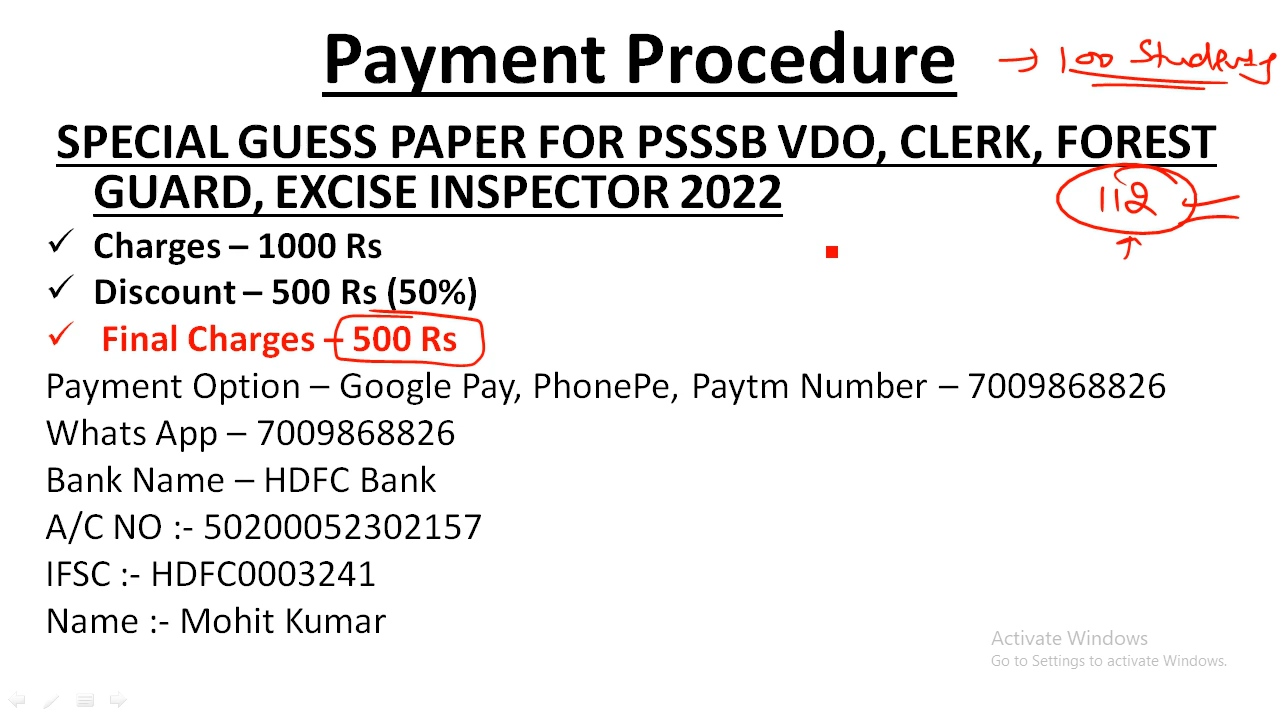 Payment Procedure
→ 100 Students
SPECIAL GUESS PAPER FOR PSSSB VDO, CLERK, FOREST
GUARD, EXCISE INSPECTOR 2022
112
✓ Charges – 1000 Rs
✓ Discount – 500 Rs (50%)
✓ Final Charges – 500 Rs
Payment Option – Google Pay, PhonePe, Paytm Number – 7009868826
Whats App – 7009868826
Bank Name – HDFC Bank
A/C NO :- 50200052302157
IFSC :- HDFC0003241
Name :- Mohit Kumar
Activate Windows
Go to Settings to activate Windows.